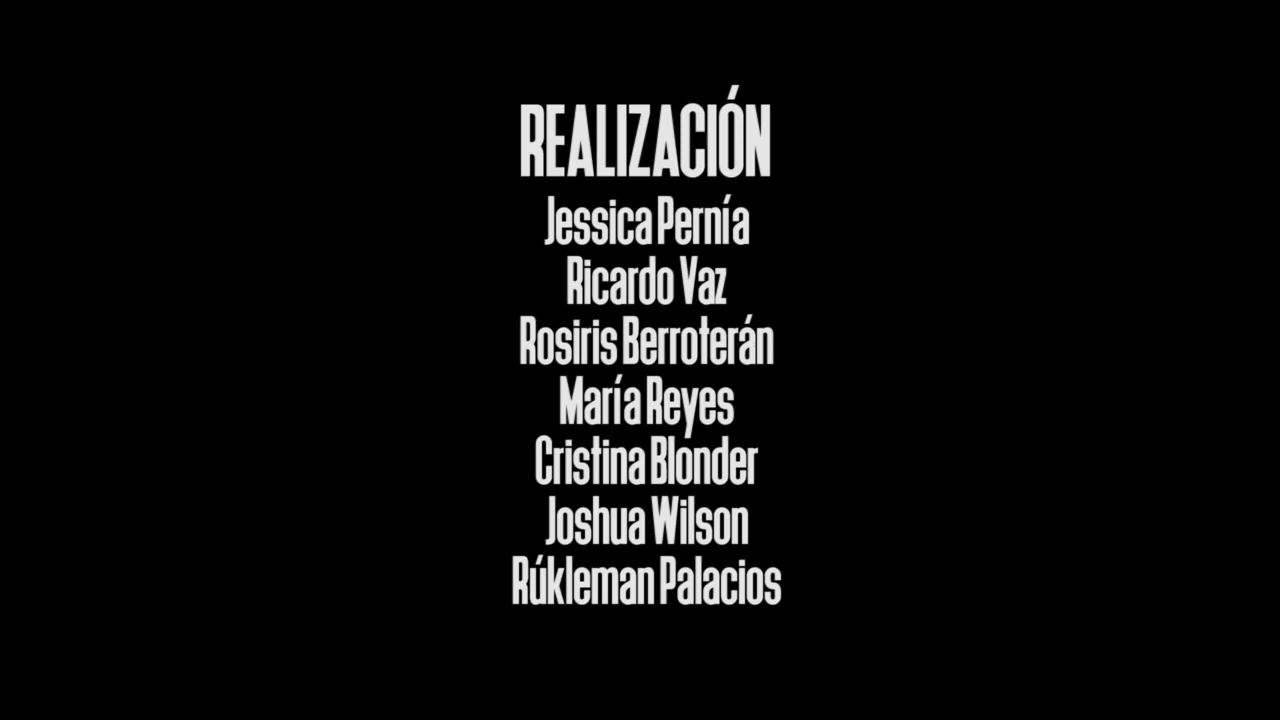 REALIZACIÓN
Jessica Pernía
Ricardo Vaz
Rosiris Berroterán
María Reyes
Cristina Blonder
Joshua Wilson
Rúkleman Palacios